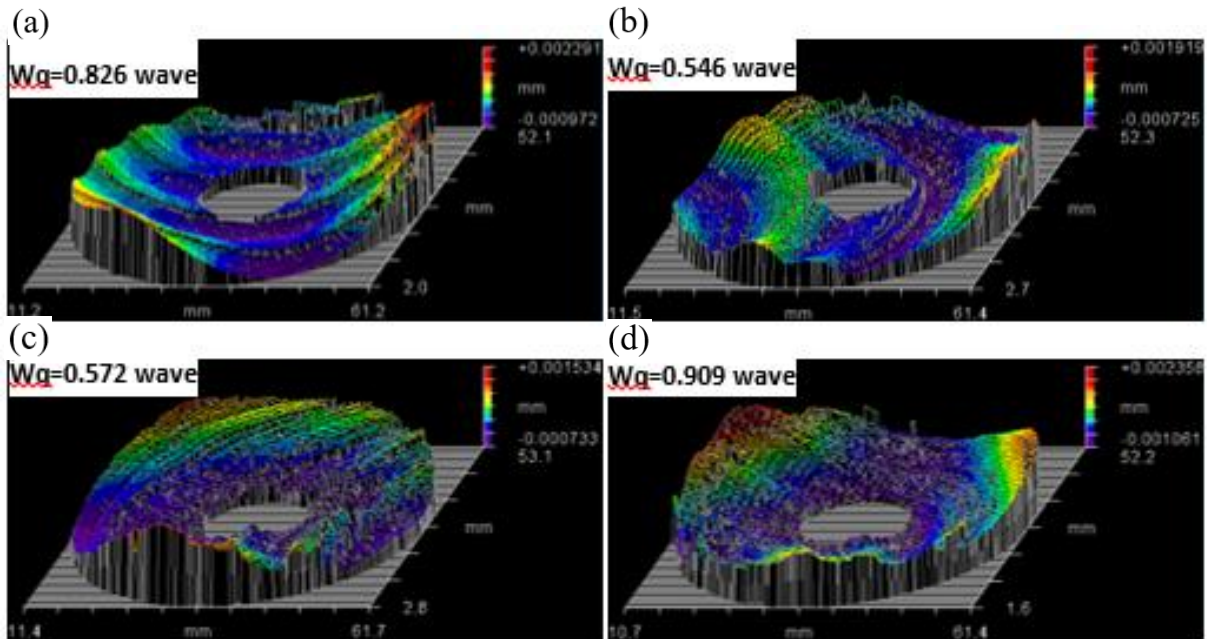 (a)
Wq=0.826 wave
+0.002291
mm
-0.000972
52.1
mm
2.0
11.2
mm
61.2
(b)
Wq=0.546 wave
+0.001919
mm
-0.000725
52.3
mm
2.7
11.5
mm
61.4
(c)
Wq=0.572 wave
+0.001534
mm
-0.000733
53.1
mm
2.8
11.4
mm
61.7
(d)
Wq=0.909 wave
+0.002358
mm
-0.001061
52.2
mm
1.6
10.7
mm
61.4